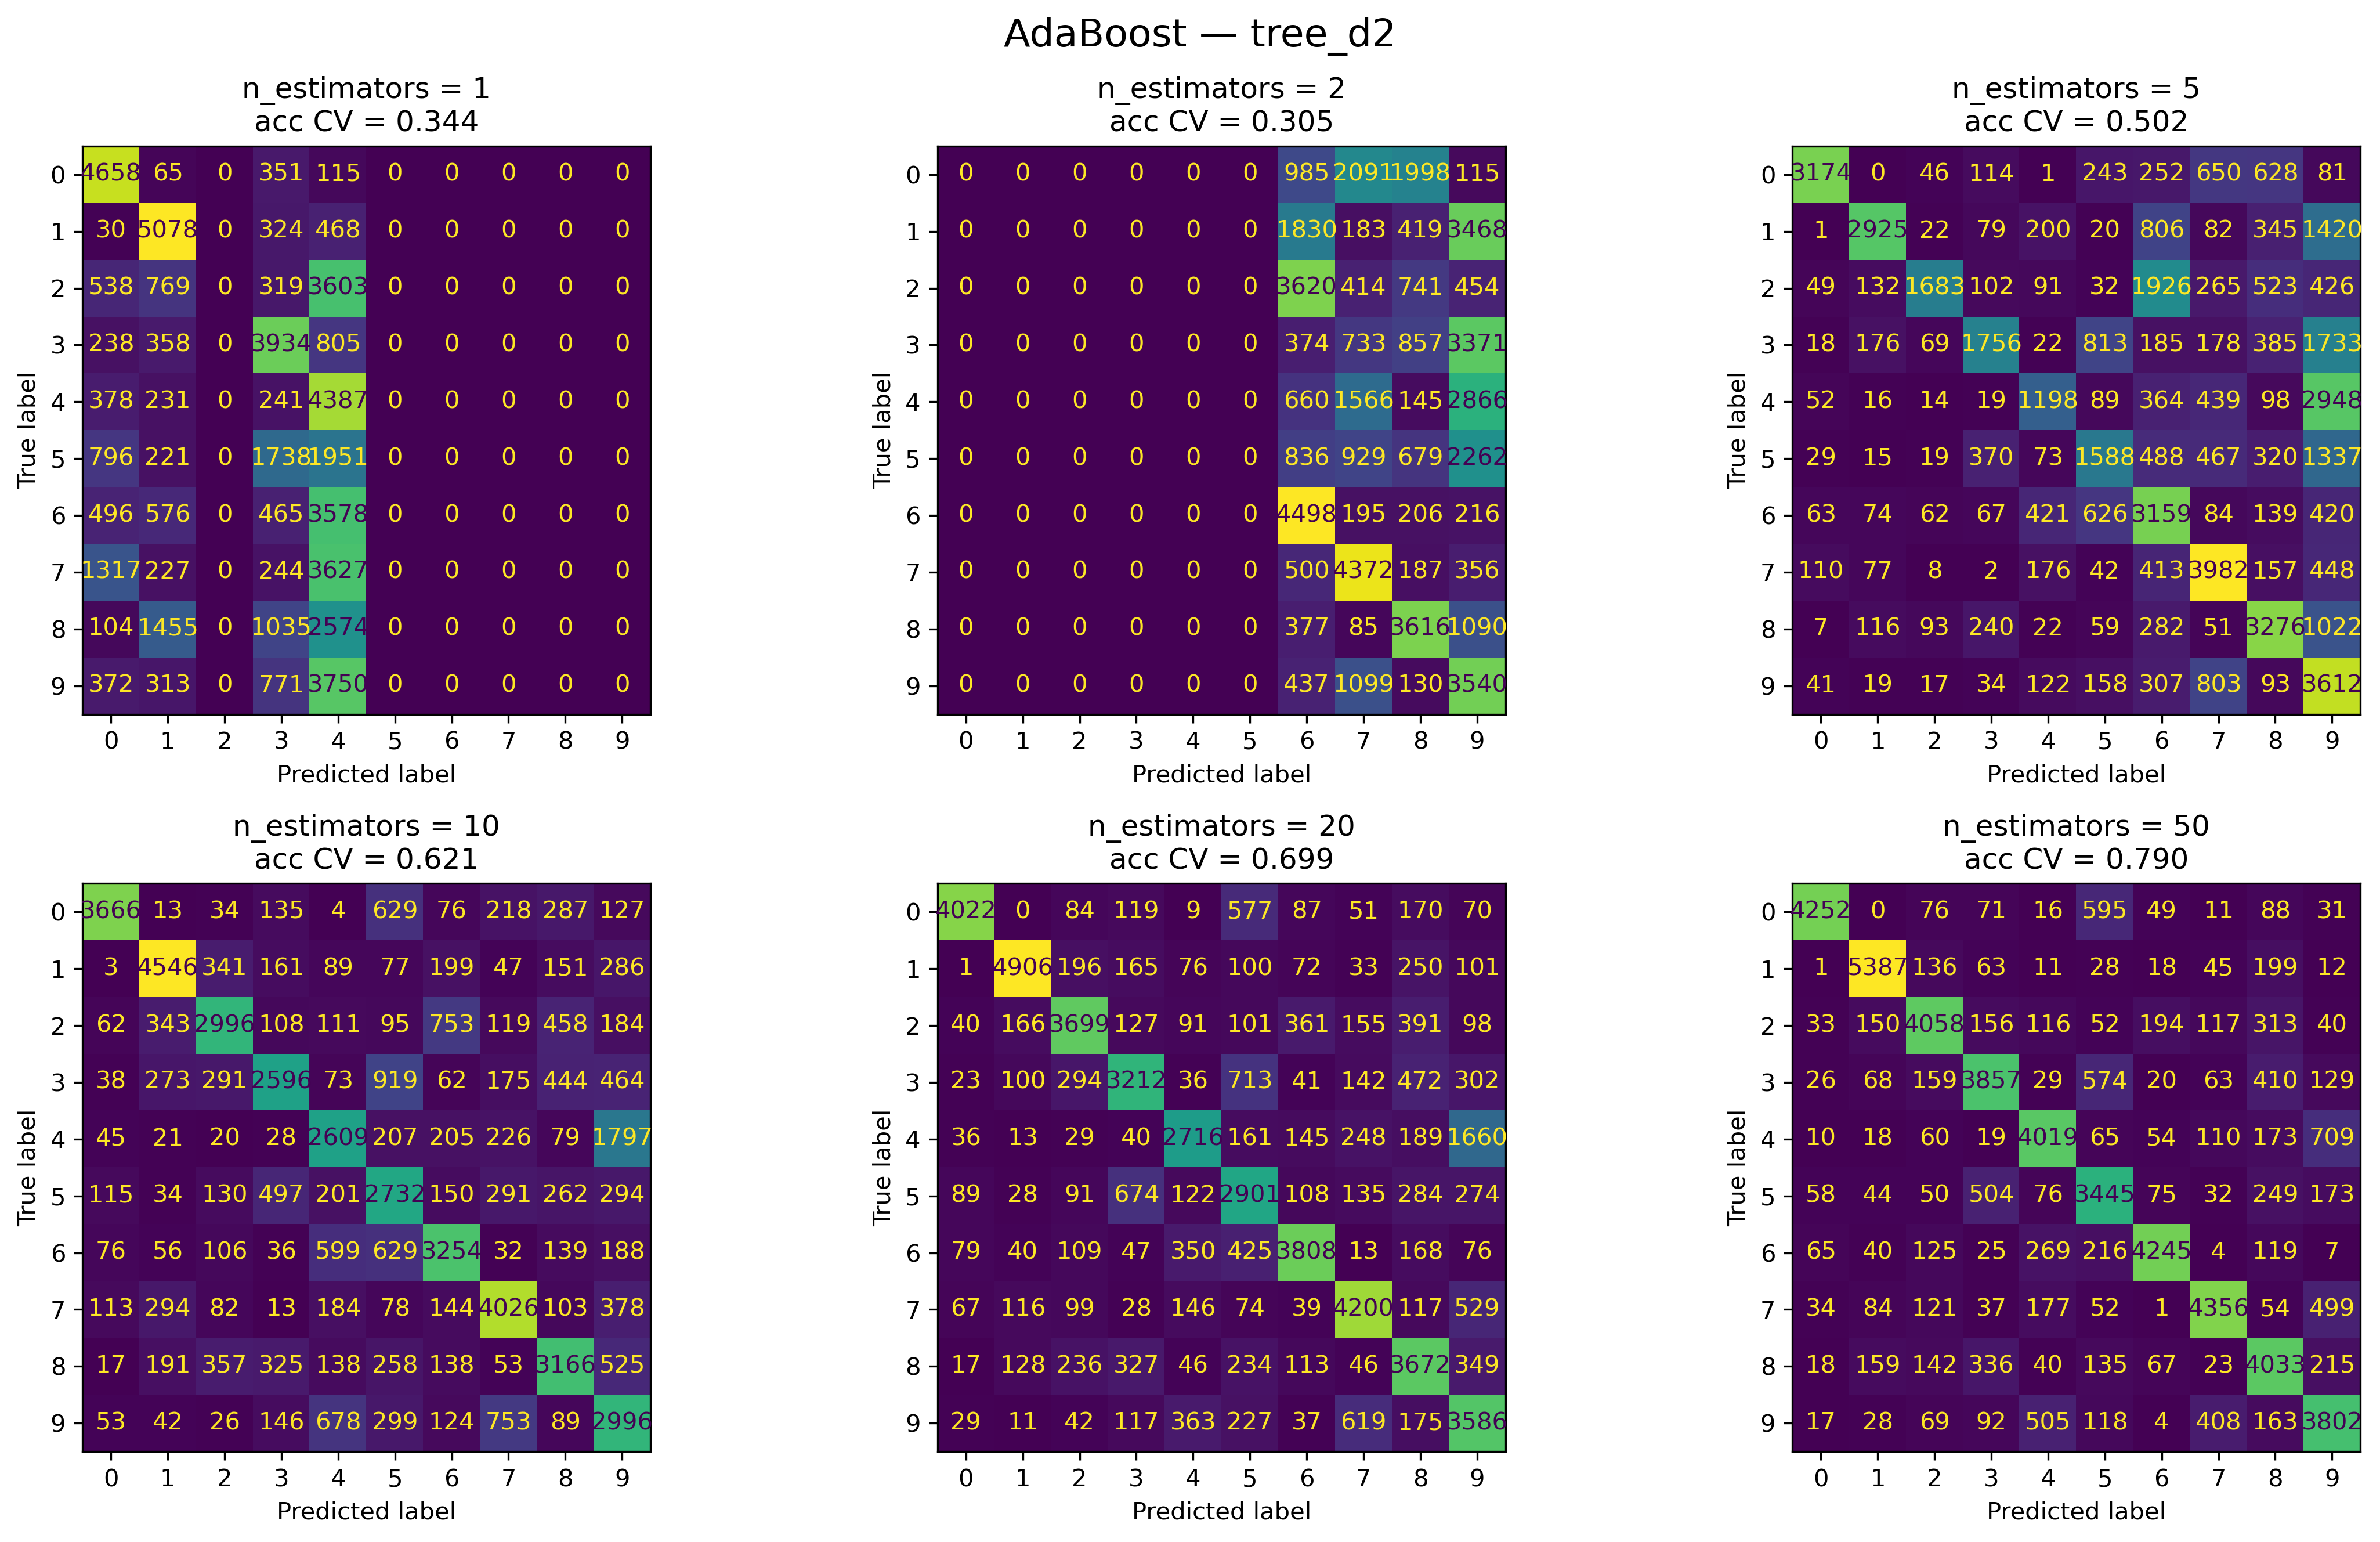 AdaBoost — tree_d2
n_estimators = 1
acc CV = 0.344
True label
0 4658 65 0 351 115 0 0 0 0 0
1 30 5078 0 324 468 0 0 0 0 0
2 538 769 0 319 3603 0 0 0 0 0
3 238 358 0 3934 805 0 0 0 0 0
4 378 231 0 241 4387 0 0 0 0 0
5 796 221 0 1738 1951 0 0 0 0 0
6 496 576 0 465 3578 0 0 0 0 0
7 1317 227 0 244 3627 0 0 0 0 0
8 104 1455 0 1035 2574 0 0 0 0 0
9 372 313 0 771 3750 0 0 0 0 0
0 1 2 3 4 5 6 7 8 9
Predicted label
n_estimators = 2
acc CV = 0.305
True label
0 0 0 0 0 0 0 985 2091 1998 115
1 0 0 0 0 0 0 1830 183 419 3468
2 0 0 0 0 0 0 3620 414 741 454
3 0 0 0 0 0 0 374 733 857 3371
4 0 0 0 0 0 0 660 1566 145 2866
5 0 0 0 0 0 0 836 929 679 2262
6 0 0 0 0 0 0 4498 195 206 216
7 0 0 0 0 0 0 500 4372 187 356
8 0 0 0 0 0 0 377 85 3616 1090
9 0 0 0 0 0 0 437 1099 130 3540
0 1 2 3 4 5 6 7 8 9
Predicted label
n_estimators = 5
acc CV = 0.502
True label
0 3174 0 46 114 1 243 252 650 628 81
1 1 2925 22 79 200 20 806 82 345 1420
2 49 132 1683 102 91 32 1926 265 523 426
3 18 176 69 1756 22 813 185 178 385 1733
4 52 16 14 19 1198 89 364 439 98 2948
5 29 15 19 370 73 1588 488 467 320 1337
6 63 74 62 67 421 626 3159 84 139 420
7 110 77 8 2 176 42 413 3982 157 448
8 7 116 93 240 22 59 282 51 3276 1022
9 41 19 17 34 122 158 307 803 93 3612
0 1 2 3 4 5 6 7 8 9
Predicted label
n_estimators = 10
acc CV = 0.621
True label
0 3666 13 34 135 4 629 76 218 287 127
1 3 4546 341 161 89 77 199 47 151 286
2 62 343 2996 108 111 95 753 119 458 184
3 38 273 291 2596 73 919 62 175 444 464
4 45 21 20 28 2609 207 205 226 79 1797
5 115 34 130 497 201 2732 150 291 262 294
6 76 56 106 36 599 629 3254 32 139 188
7 113 294 82 13 184 78 144 4026 103 378
8 17 191 357 325 138 258 138 53 3166 525
9 53 42 26 146 678 299 124 753 89 2996
0 1 2 3 4 5 6 7 8 9
Predicted label
n_estimators = 20
acc CV = 0.699
True label
0 4022 0 84 119 9 577 87 51 170 70
1 1 4906 196 165 76 100 72 33 250 101
2 40 166 3699 127 91 101 361 155 391 98
3 23 100 294 3212 36 713 41 142 472 302
4 36 13 29 40 2716 161 145 248 189 1660
5 89 28 91 674 122 2901 108 135 284 274
6 79 40 109 47 350 425 3808 13 168 76
7 67 116 99 28 146 74 39 4200 117 529
8 17 128 236 327 46 234 113 46 3672 349
9 29 11 42 117 363 227 37 619 175 3586
0 1 2 3 4 5 6 7 8 9
Predicted label
n_estimators = 50
acc CV = 0.790
True label
0 4252 0 76 71 16 595 49 11 88 31
1 1 5387 136 63 11 28 18 45 199 12
2 33 150 4058 156 116 52 194 117 313 40
3 26 68 159 3857 29 574 20 63 410 129
4 10 18 60 19 4019 65 54 110 173 709
5 58 44 50 504 76 3445 75 32 249 173
6 65 40 125 25 269 216 4245 4 119 7
7 34 84 121 37 177 52 1 4356 54 499
8 18 159 142 336 40 135 67 23 4033 215
9 17 28 69 92 505 118 4 408 163 3802
0 1 2 3 4 5 6 7 8 9
Predicted label